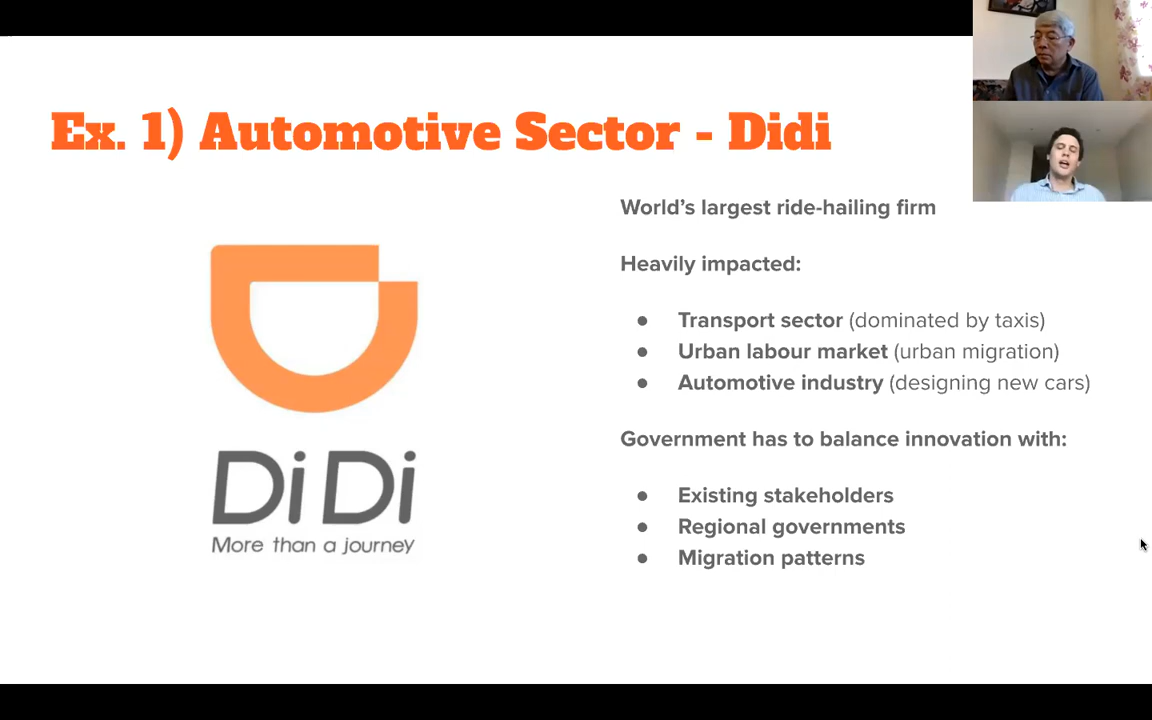 Ex. 1) Automotive Sector - Didi
World's largest ride-hailing firm
Heavily impacted:
● Transport sector (dominated by taxis)
● Urban labour market (urban migration)
● Automotive industry (designing new cars)
Government has to balance innovation with:
● Existing stakeholders
● Regional governments
● Migration patterns
DiDi
More than a journey